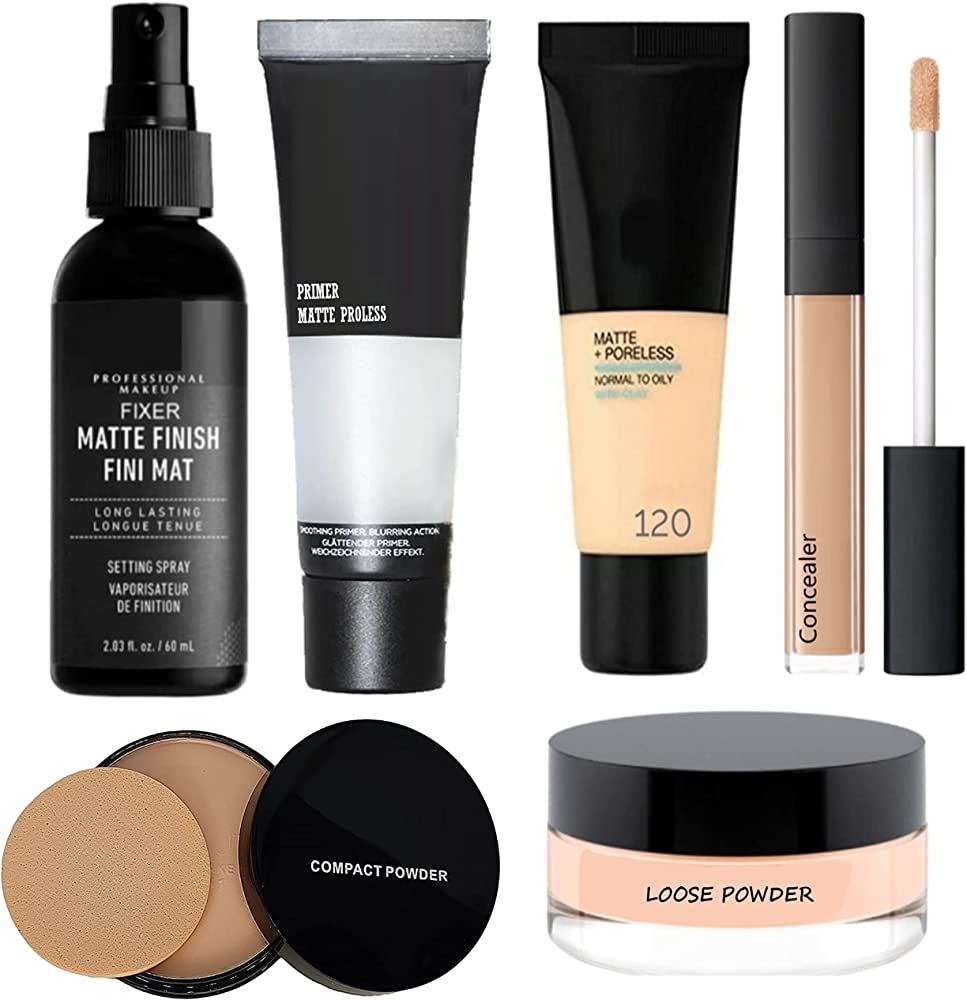 PROFESSIONAL
MAKEUP
FIXER
MATTE FINISH
FINI MAT
LONG LASTING
LONGUE TENUE
SETTING SPRAY
VAPORISATEUR
DE FINITION
2.03 fl. oz. / 60 mL
PRIMER
MATTE PROLESS
SMOOTHING PRIMER. BLURRING ACTION
GLÄTTENDER PRIMER.
WEICHZEICHNENDER EFFEKT.
MATTE
+ PORELESS
NORMAL TO OILY
WITH CLAY
120
Concealer
COMPACT POWDER
LOOSE POWDER